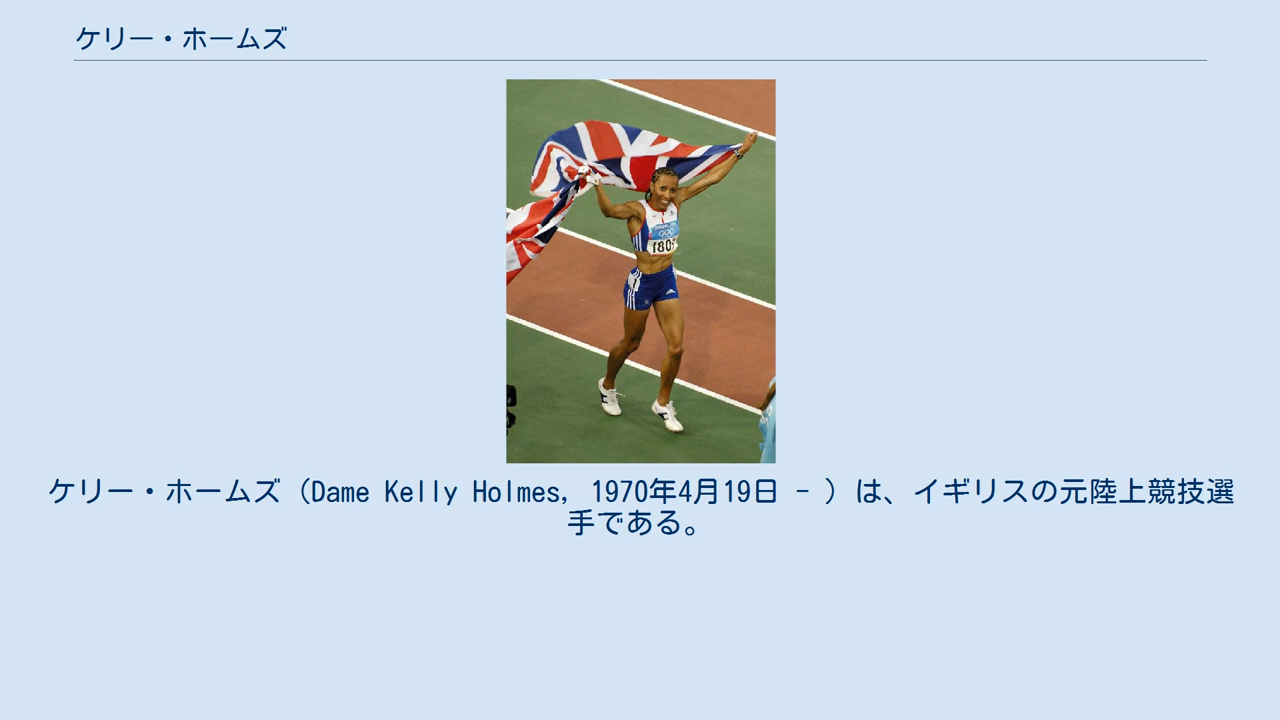 ケリー・ホームズ
ケリー・ホームズ（Dame Kelly Holmes, 1970年4月19日 - ）は、イギリスの元陸上競技選
手である。